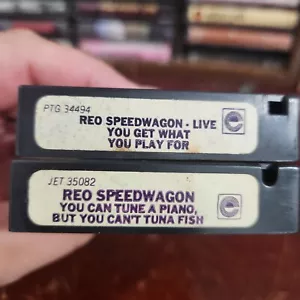 PTG 34494
REO SPEEDWAGON - LIVE
YOU GET WHAT
YOU PLAY FOR
JET 35082
REO SPEEDWAGON
YOU CAN TUNE A PIANO,
BUT YOU CAN'T TUNA FISH